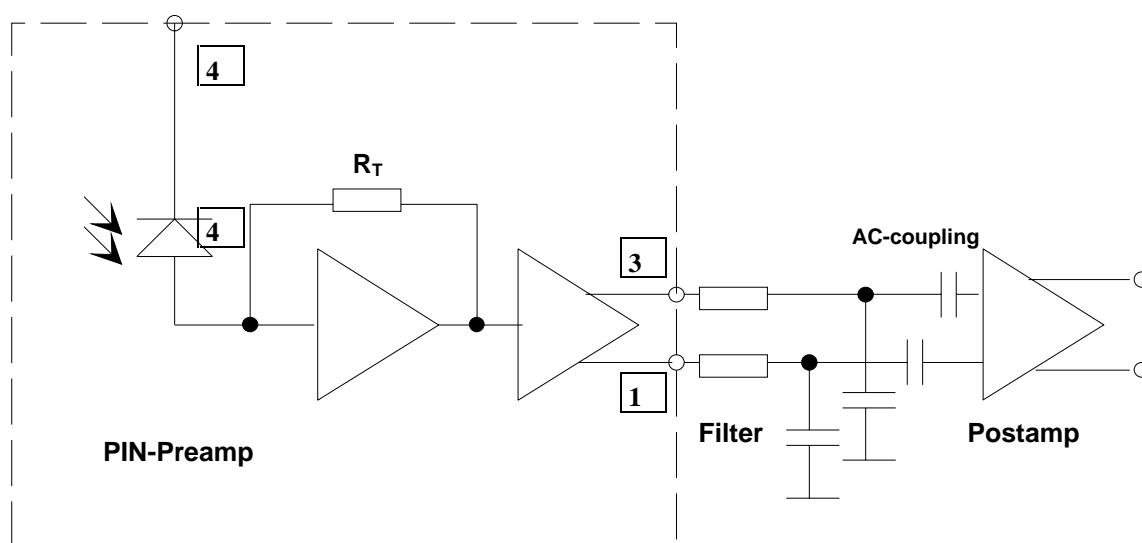 4
R_T
4
AC-coupling
3
1
Filter
Postamp
PIN-Preamp